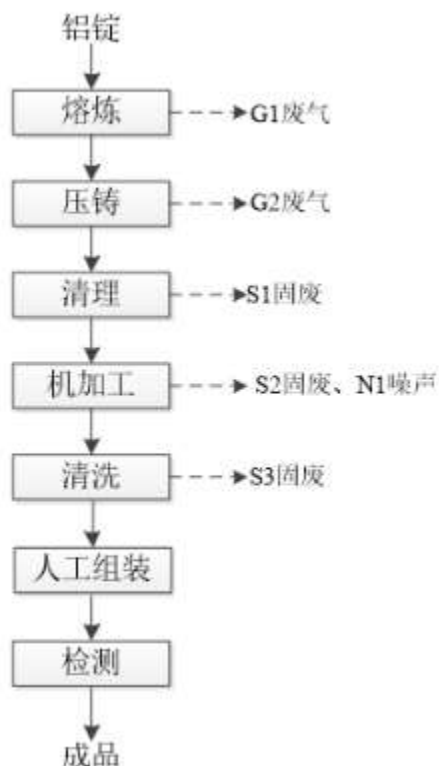 铝锭
熔炼
G1废气
压铸
G2废气
清理
S1固废
机加工
S2固废、N1噪声
清洗
S3固废
人工组装
检测
成品